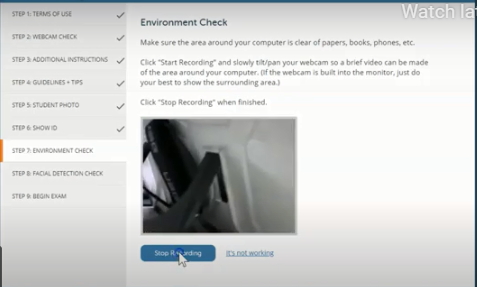 Watch la
STEP 1: TERMS OF USE
STEP 2: WEBCAM CHECK
STEP 3: ADDITIONAL INSTRUCTIONS
STEP 4: GUIDELINES + TIPS
STEP 5: STUDENT PHOTO
STEP 6: SHOW ID
STEP 7: ENVIRONMENT CHECK
STEP 8: FACIAL DETECTION CHECK
STEP 9: BEGIN EXAM
Environment Check
Make sure the area around your computer is clear of papers, books, phones, etc.
Click "Start Recording" and slowly tilt/pan your webcam so a brief video can be made
of the area around your computer. (If the webcam is built into the monitor, just do
your best to show the surrounding area.)
Click "Stop Recording" when finished.
Stop Recording
It's not working